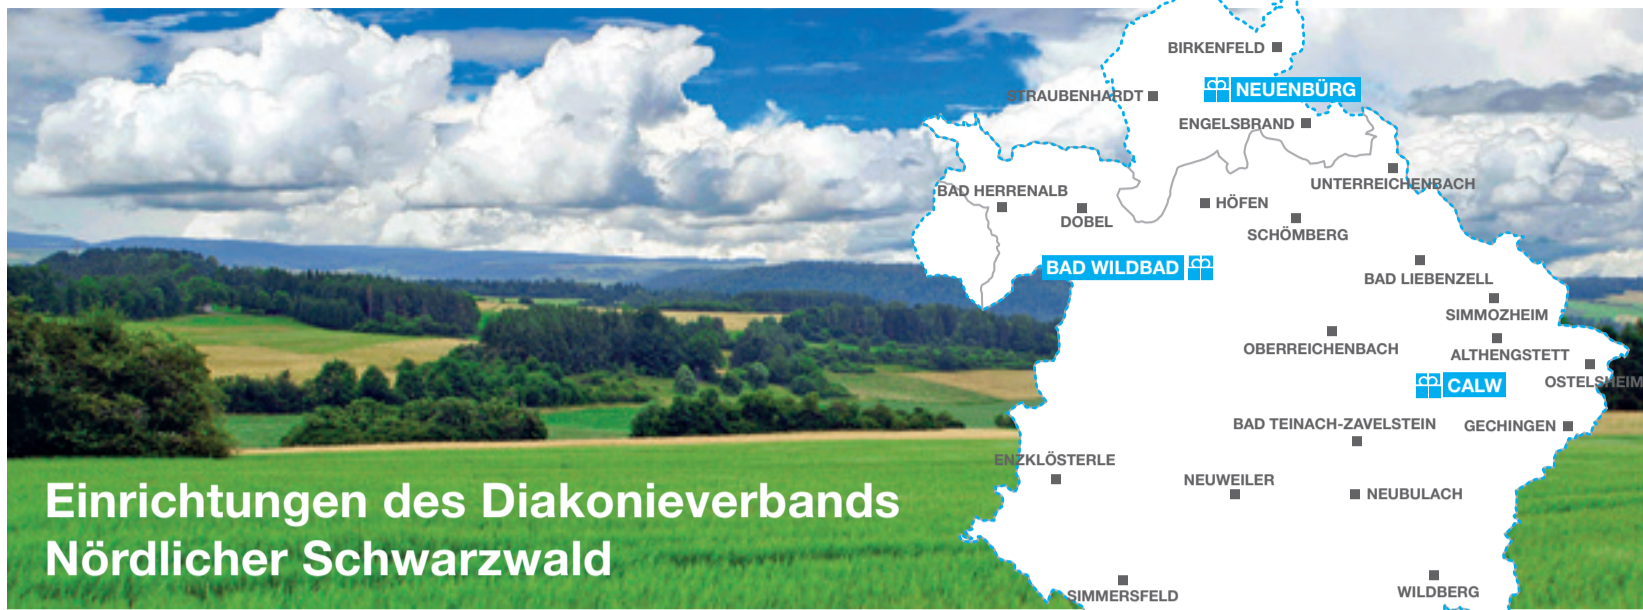 BIRKENFELD
NEUENBÜRG
STRAUBENHARDT
ENGELSBRAND
UNTERREICHENBACH
BAD HERRENALB
HÖFEN
DOBEL
SCHÖMBERG
BAD WILDBAD
BAD LIEBENZELL
SIMMOZHEIM
OBERREICHENBACH
ALTHENGSTETT
OSTELSHEIM
CALW
BAD TEINACH-ZAVELSTEIN
GECHINGEN
ENZKLÖSTERLE
NEUWEILER
NEUBULACH
Einrichtungen des Diakonieverbands
Nördlicher Schwarzwald
SIMMERSFELD
WILDBERG